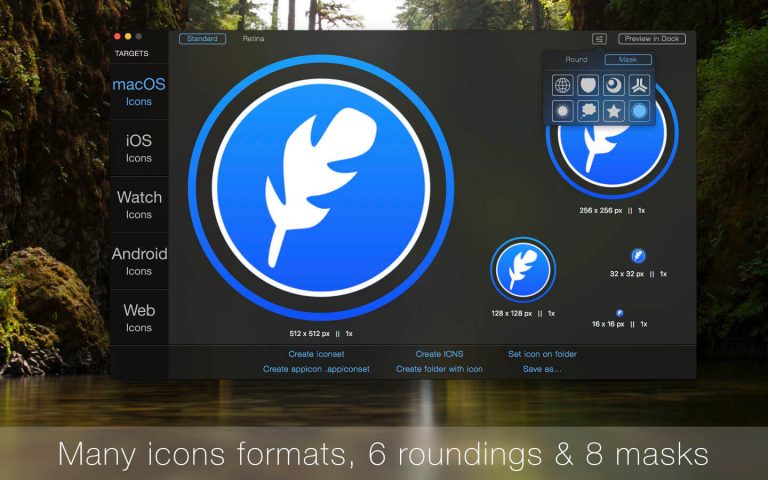 TARGETS
Standard
Retina
Preview in Dock
Round
Mask
macOS
Icons
iOS
Icons
Watch
Icons
Android
Icons
Web
Icons
256 x 256 px || 1x
32 x 32 px || 1x
128 x 128 px || 1x
16 x 16 px || 1x
512 x 512 px || 1x
Create iconset
Create ICNS
Set icon on folder
Create appicon .appiconset
Create folder with icon
Save as...
Many icons formats, 6 roundings & 8 masks